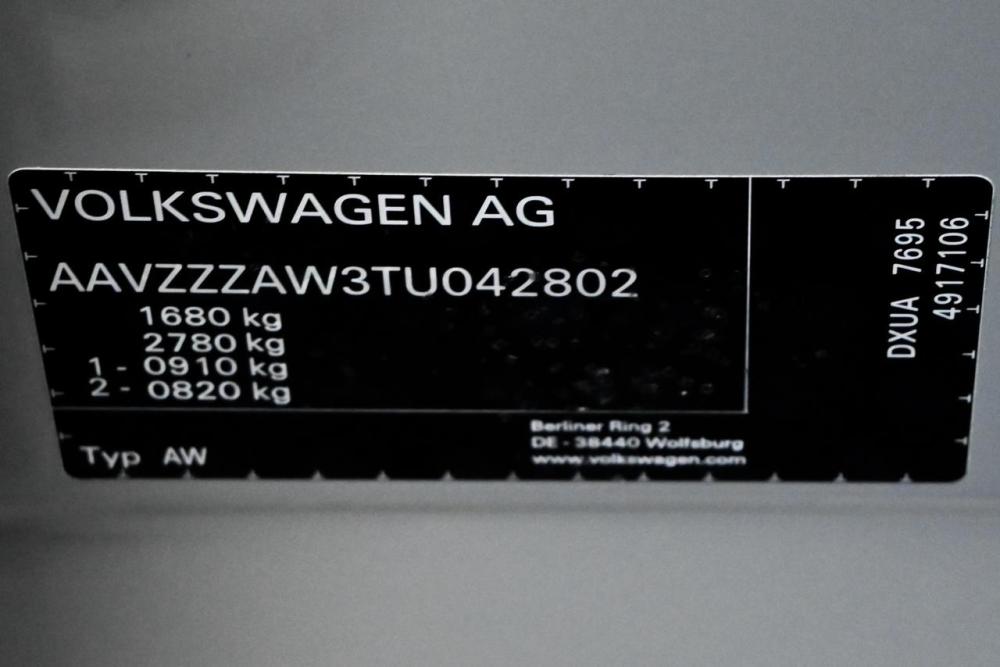 VOLKSWAGEN AG
AAVZZZAW3TU042802
1680 kg
2780 kg
1 - 0910 kg
2 - 0820 kg
Typ AW
Berliner Ring 2
DE - 38440 Wolfsburg
www.volkswagen.com
DXUA 7695
4917106